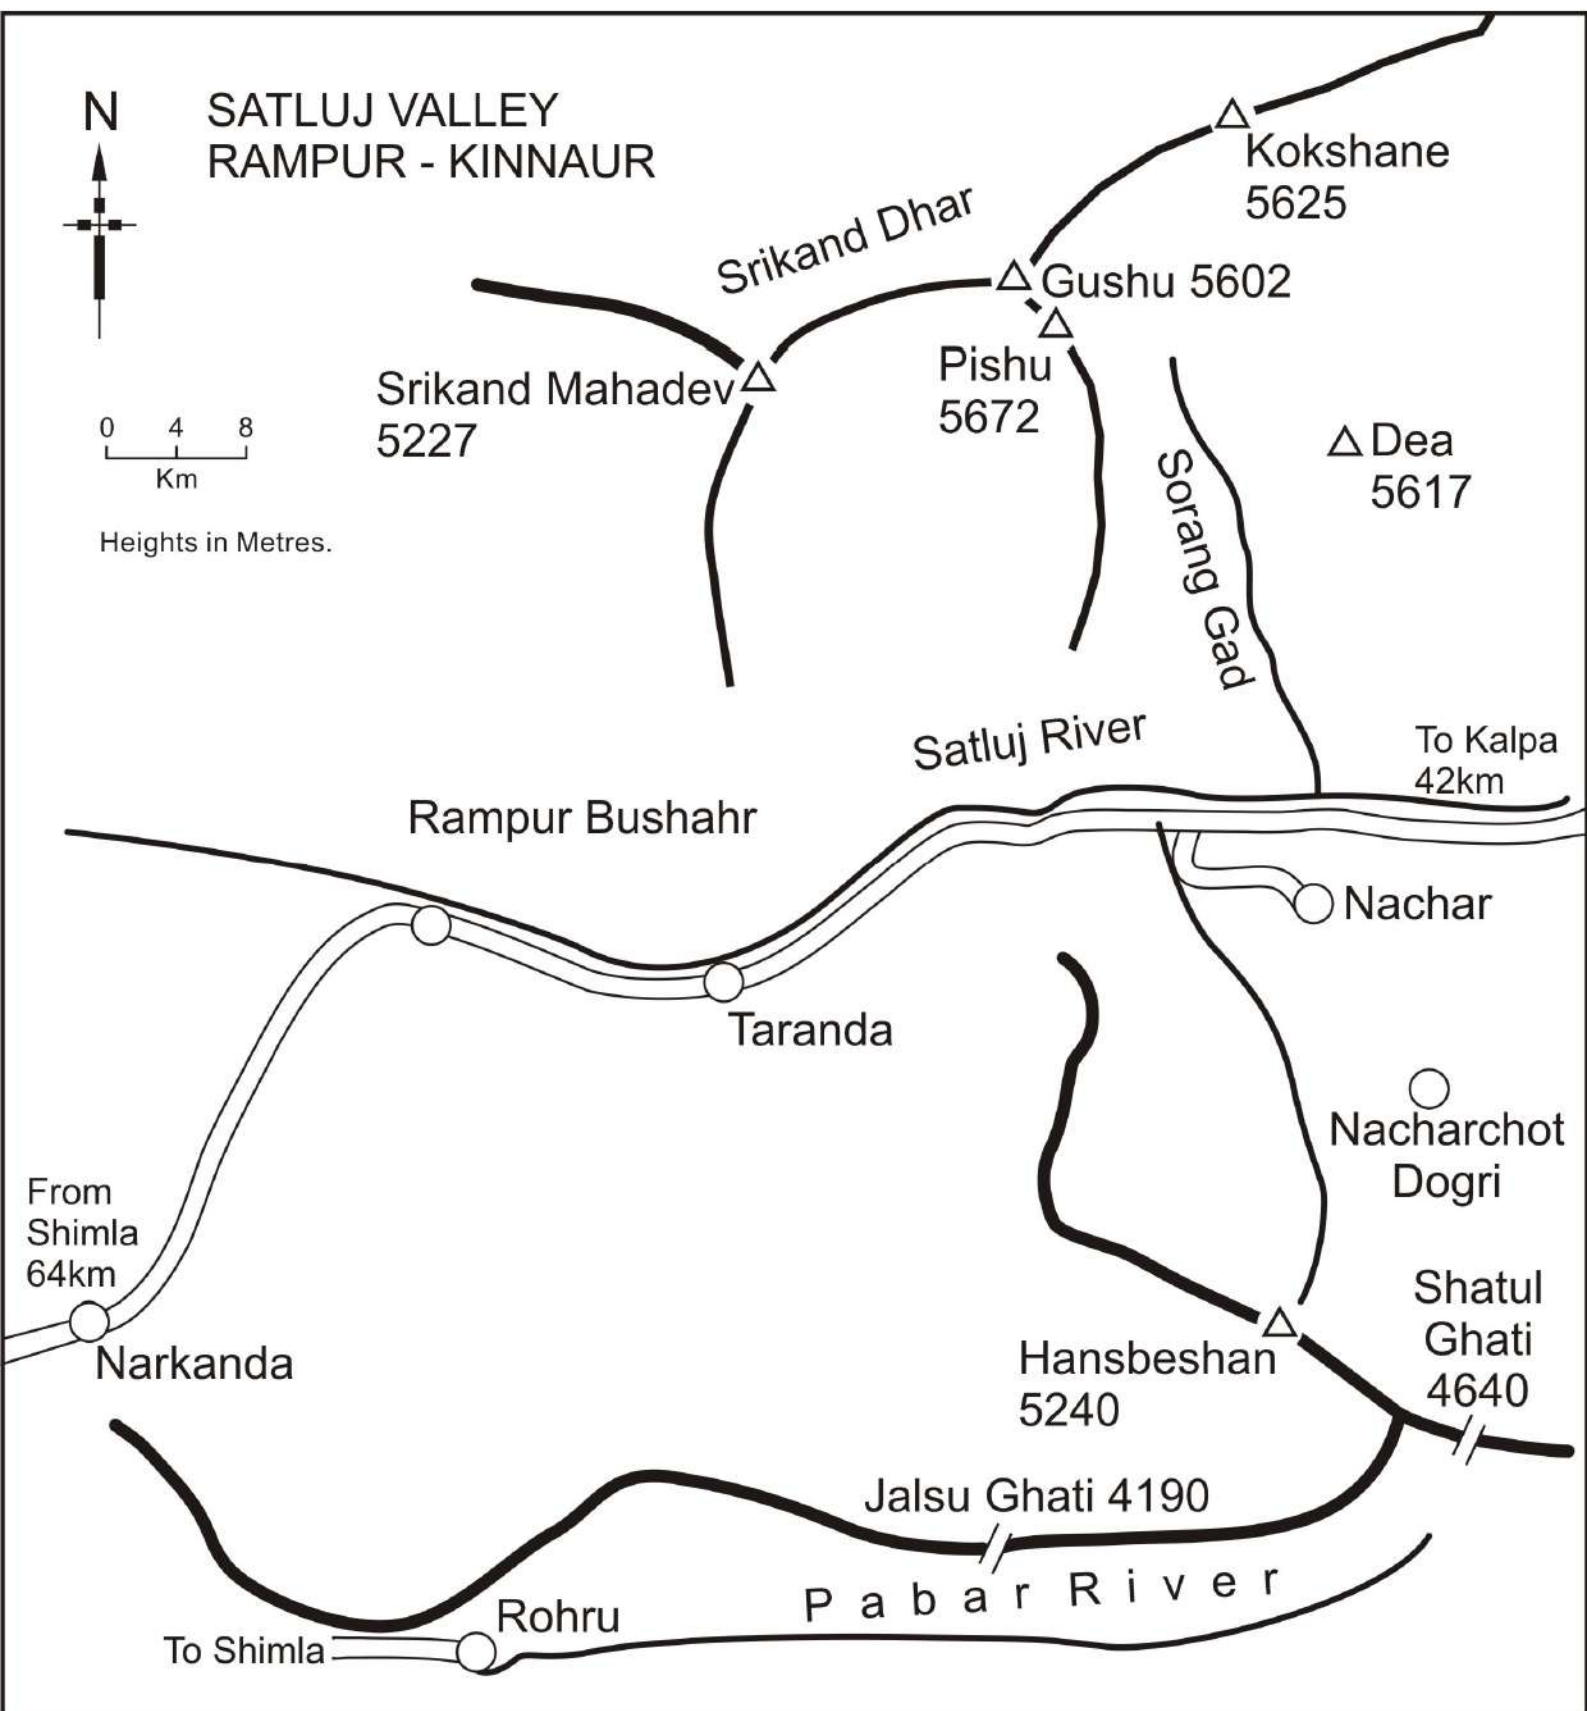 N
SATLUJ VALLEY
RAMPUR - KINNAUR
Kokshane
5625
Srikand Dhar
Gushu 5602
Pishu
5672
Srikand Mahadev
5227
0 4 8
Km
Heights in Metres.
Dea
5617
Sorang Gad
Satluj River
To Kalpa
42km
Rampur Bushahr
Nachar
Taranda
Nacharchot
Dogri
From
Shimla
64km
Narkanda
Shatul
Ghati
4640
Hansbeshan
5240
Jalsu Ghati 4190
Pabar River
Rohru
To Shimla